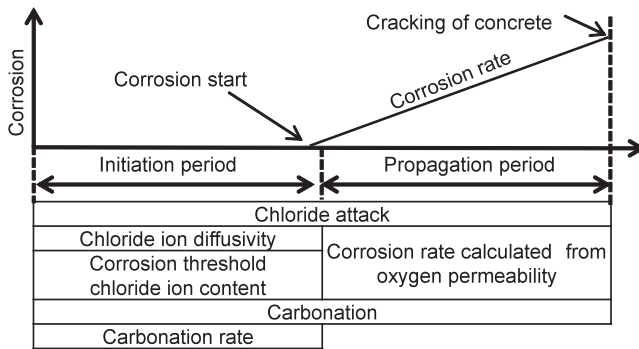 Cracking of concrete
Corrosion start
Corrosion rate
Corrosion
Initiation period
Propagation period
Chloride attack
Chloride ion diffusivity
Corrosion threshold
chloride ion content
Corrosion rate calculated from
oxygen permeability
Carbonation
Carbonation rate